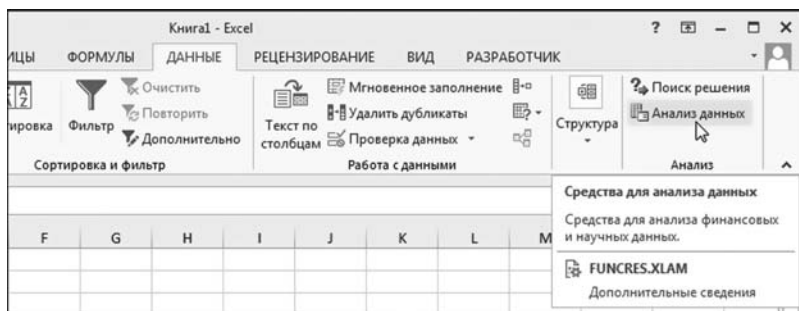 Книга1 - Excel
ИЦЫ ФОРМУЛЫ ДАННЫЕ РЕЦЕНЗИРОВАНИЕ ВИД РАЗРАБОТЧИК
Очистить
Повторить
Дополнительно
тировка
Фильтр
Сортировка и фильтр
Текст по
столбцам
Мгновенное заполнение
Удалить дубликаты
Проверка данных
Работа с данными
Структура
Поиск решения
Анализ данных
Анализ
Средства для анализа данных
Средства для анализа финансовых
и научных данных.
FUNCRES.XLAM
Дополнительные сведения
F G H I J K L M